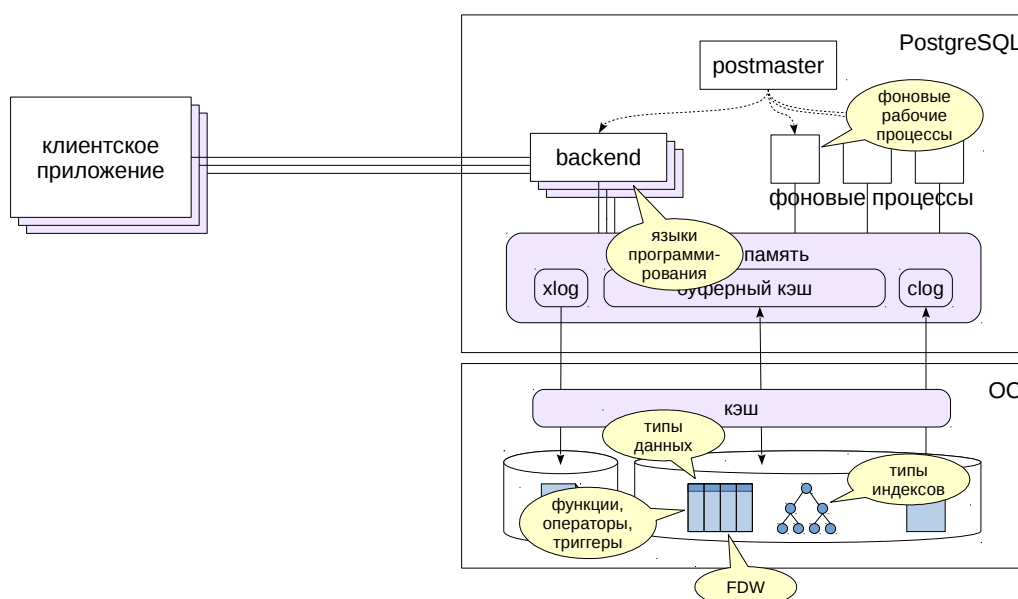 PostgreSQL
postmaster
фоновые
рабочие
процессы
клиентское
приложение
backend
фоновые процессы
языки
программи-
рования
память
xlog
буферный кэш
clog
ОС
кэш
типы
данных
типы
индексов
функции,
операторы,
триггеры
FDW